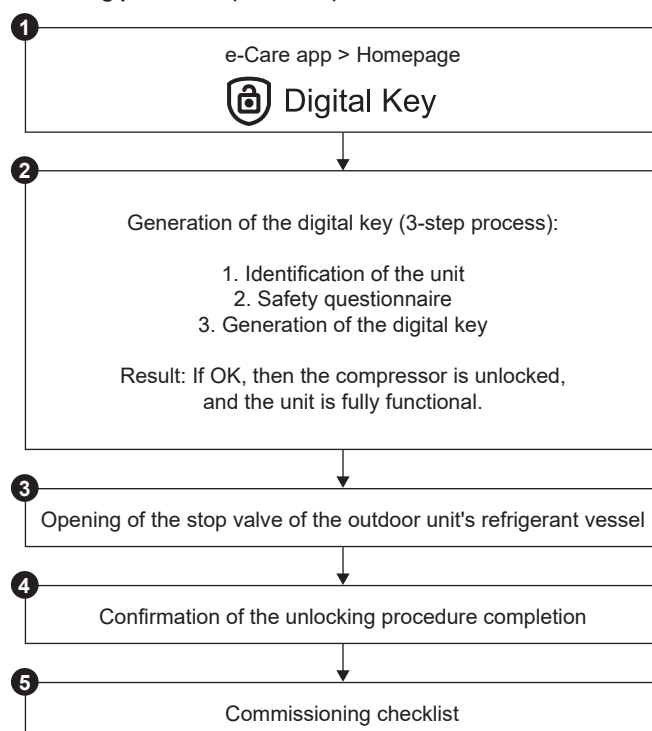 1
e-Care app > Homepage
Digital Key
2
Generation of the digital key (3-step process):
1. Identification of the unit
2. Safety questionnaire
3. Generation of the digital key
Result: If OK, then the compressor is unlocked,
and the unit is fully functional.
3
Opening of the stop valve of the outdoor unit's refrigerant vessel
4
Confirmation of the unlocking procedure completion
5
Commissioning checklist